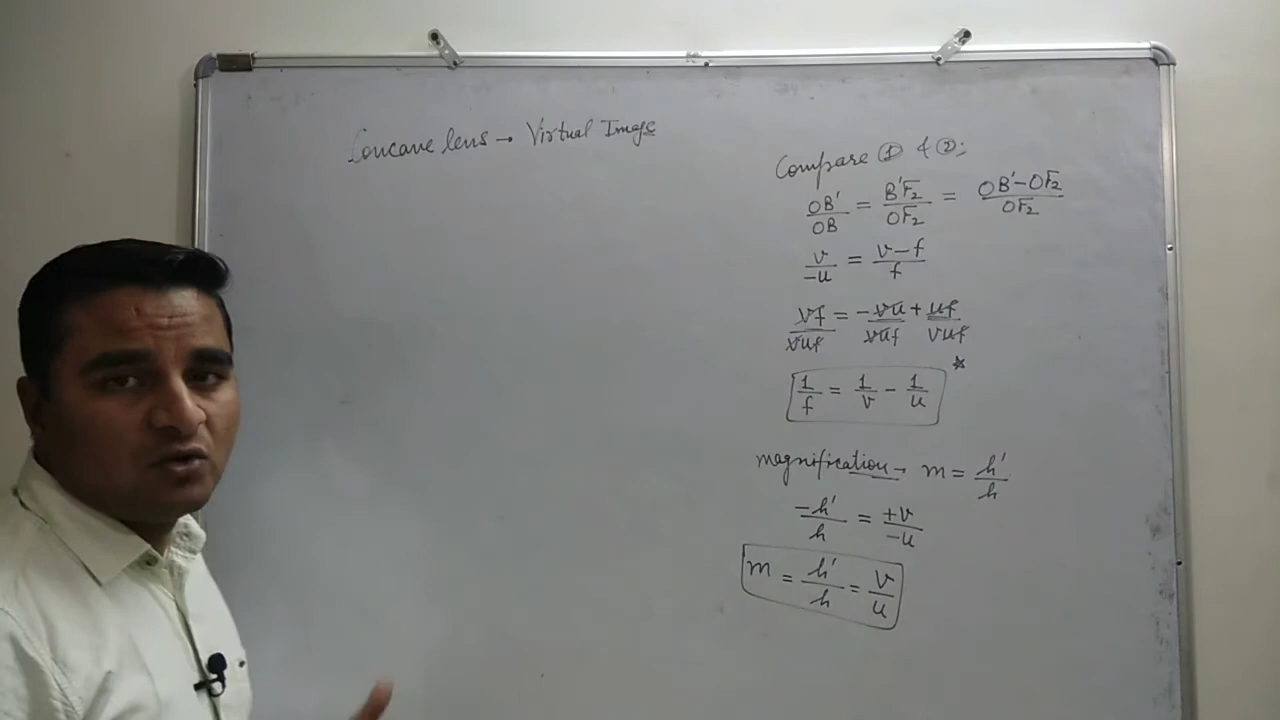 Concave lens → Virtual Image
Compare ① & ②:
OB'/OB = B'F₂/OF₂ = OB'-OF₂/OF₂
v/-u = v-f/f
vf/vuf = -vu/vuf + uf/vuf
1/f = 1/v - 1/u
magnification → m = h'/h
-h'/h = +v/-u
m = h'/h = v/u